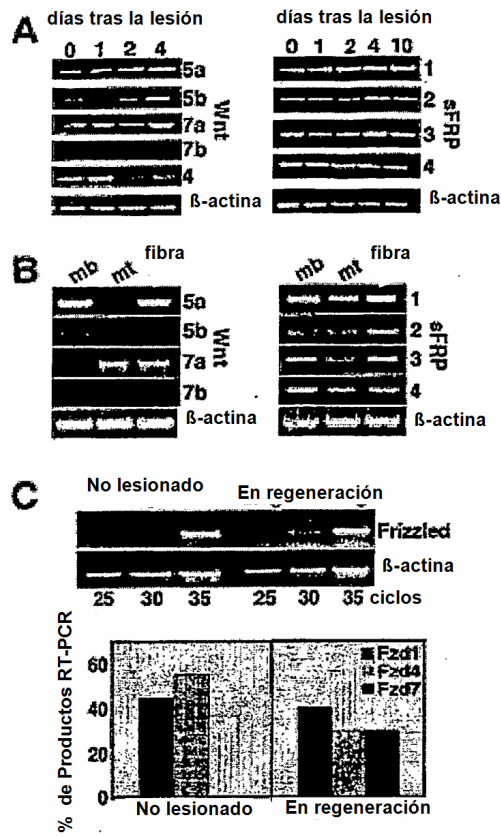 A
días tras la lesión
0 1 2 4
5a
5b
7a
7b
4
Wnt
ß-actina
días tras la lesión
0 1 2 4 10
1
2
3
4
sFRP
ß-actina
B
mb mt fibra
5a
5b
7a
7b
Wnt
ß-actina
mb mt fibra
1
2
3
4
sFRP
ß-actina
C
No lesionado En regeneración
Frizzled
ß-actina
25 30 35 25 30 35 ciclos
% de Productos RT-PCR
60
40
20
0
Fzd1
Fzd4
Fzd7
No lesionado En regeneración